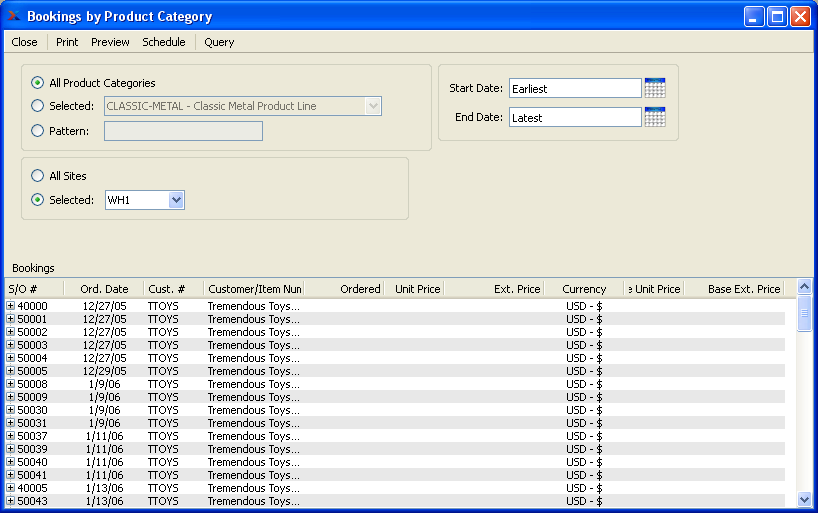 Bookings by Product Category
Close Print Preview Schedule Query
All Product Categories
Selected: CLASSIC-METAL - Classic Metal Product Line
Pattern:
Start Date: Earliest
End Date: Latest
All Sites
Selected: WH1
Bookings
S/O # Ord. Date Cust. # Customer/Item Num Ordered Unit Price Ext. Price Currency e Unit Price Base Ext. Price
40000 12/27/05 TTOYS Tremendous Toys... USD - $
50001 12/27/05 TTOYS Tremendous Toys... USD - $
50002 12/27/05 TTOYS Tremendous Toys... USD - $
50003 12/27/05 TTOYS Tremendous Toys... USD - $
50004 12/27/05 TTOYS Tremendous Toys... USD - $
50005 12/29/05 TTOYS Tremendous Toys... USD - $
50008 1/9/06 TTOYS Tremendous Toys... USD - $
50009 1/9/06 TTOYS Tremendous Toys... USD - $
50030 1/9/06 TTOYS Tremendous Toys... USD - $
50031 1/9/06 TTOYS Tremendous Toys... USD - $
50037 1/11/06 TTOYS Tremendous Toys... USD - $
50039 1/11/06 TTOYS Tremendous Toys... USD - $
50040 1/11/06 TTOYS Tremendous Toys... USD - $
50041 1/11/06 TTOYS Tremendous Toys... USD - $
40005 1/13/06 TTOYS Tremendous Toys... USD - $
50043 1/13/06 TTOYS Tremendous Toys... USD - $